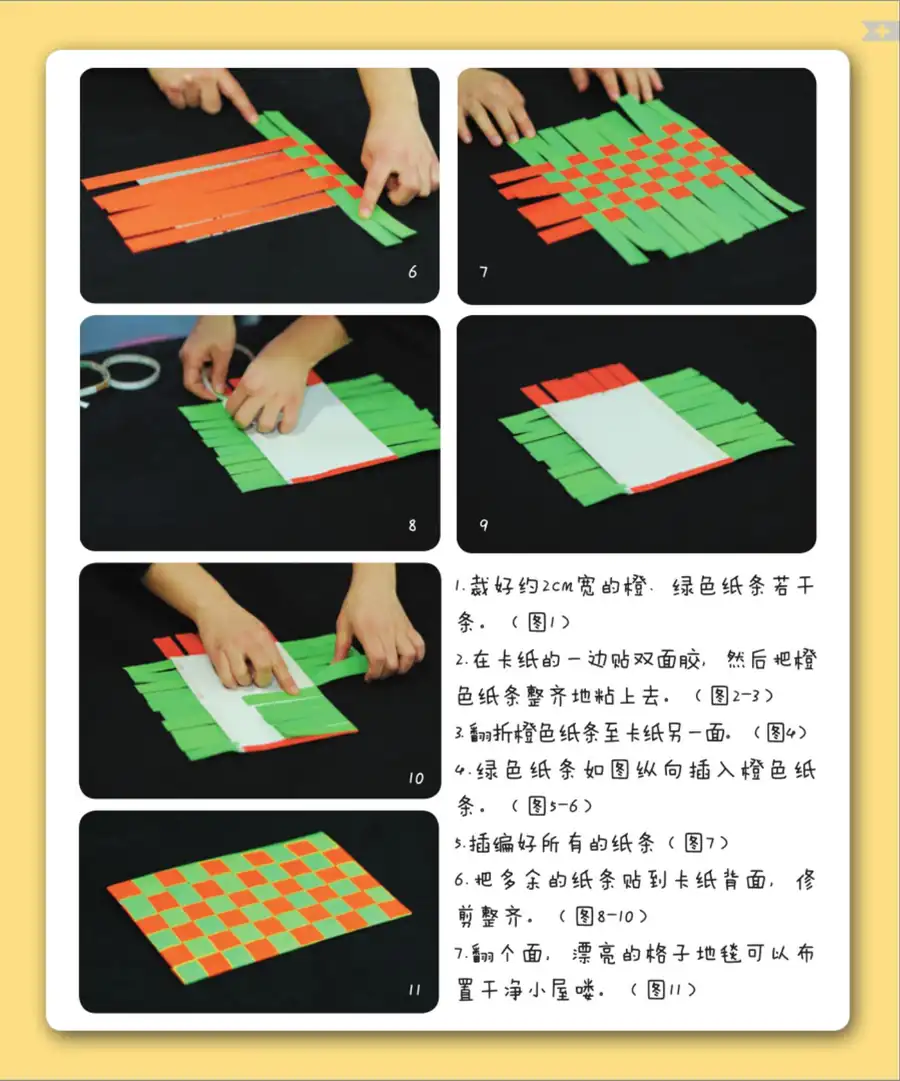 6
7
8
9
10
11
1.裁好约2cm宽的橙、绿色纸条若干
条。（图1）
2.在卡纸的一边贴双面胶，然后把橙
色纸条整齐地粘上去。（图2-3）
3.翻折橙色纸条至卡纸另一面。（图4）
4.绿色纸条如图纵向插入橙色纸
条。（图5-6）
5.插编好所有的纸条（图7）
6.把多余的纸条贴到卡纸背面，修
剪整齐。（图8-10）
7.翻个面，漂亮的格子地毯可以布
置干净小屋喽。（图11）